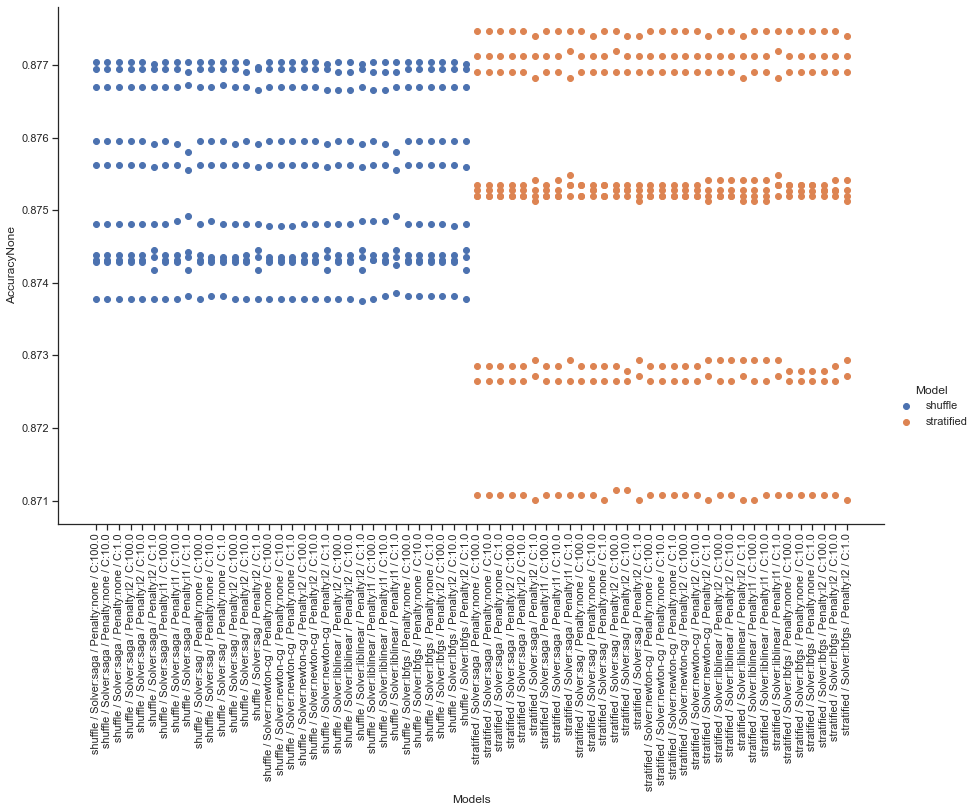 0.877
0.876
0.875
0.874
0.873
0.872
0.871
AccuracyNone
shuffle / Solver:saga / Penalty:none / C:100.0
shuffle / Solver:saga / Penalty:none / C:10.0
shuffle / Solver:saga / Penalty:none / C:1.0
shuffle / Solver:saga / Penalty:l2 / C:100.0
shuffle / Solver:saga / Penalty:l2 / C:10.0
shuffle / Solver:saga / Penalty:l2 / C:1.0
shuffle / Solver:saga / Penalty:l1 / C:100.0
shuffle / Solver:saga / Penalty:l1 / C:10.0
shuffle / Solver:saga / Penalty:l1 / C:1.0
shuffle / Solver:sag / Penalty:none / C:100.0
shuffle / Solver:sag / Penalty:none / C:10.0
shuffle / Solver:sag / Penalty:none / C:1.0
shuffle / Solver:sag / Penalty:l2 / C:100.0
shuffle / Solver:sag / Penalty:l2 / C:10.0
shuffle / Solver:sag / Penalty:l2 / C:1.0
shuffle / Solver:newton-cg / Penalty:none / C:100.0
shuffle / Solver:newton-cg / Penalty:none / C:10.0
shuffle / Solver:newton-cg / Penalty:none / C:1.0
shuffle / Solver:newton-cg / Penalty:l2 / C:100.0
shuffle / Solver:newton-cg / Penalty:l2 / C:10.0
shuffle / Solver:newton-cg / Penalty:l2 / C:1.0
shuffle / Solver:liblinear / Penalty:l2 / C:100.0
shuffle / Solver:liblinear / Penalty:l2 / C:10.0
shuffle / Solver:liblinear / Penalty:l2 / C:1.0
shuffle / Solver:liblinear / Penalty:l1 / C:100.0
shuffle / Solver:liblinear / Penalty:l1 / C:10.0
shuffle / Solver:liblinear / Penalty:l1 / C:1.0
shuffle / Solver:lbfgs / Penalty:none / C:100.0
shuffle / Solver:lbfgs / Penalty:none / C:10.0
shuffle / Solver:lbfgs / Penalty:none / C:1.0
shuffle / Solver:lbfgs / Penalty:l2 / C:100.0
shuffle / Solver:lbfgs / Penalty:l2 / C:10.0
shuffle / Solver:lbfgs / Penalty:l2 / C:1.0
stratified / Solver:saga / Penalty:none / C:100.0
stratified / Solver:saga / Penalty:none / C:10.0
stratified / Solver:saga / Penalty:none / C:1.0
stratified / Solver:saga / Penalty:l2 / C:100.0
stratified / Solver:saga / Penalty:l2 / C:10.0
stratified / Solver:saga / Penalty:l2 / C:1.0
stratified / Solver:saga / Penalty:l1 / C:100.0
stratified / Solver:saga / Penalty:l1 / C:10.0
stratified / Solver:saga / Penalty:l1 / C:1.0
stratified / Solver:sag / Penalty:none / C:100.0
stratified / Solver:sag / Penalty:none / C:10.0
stratified / Solver:sag / Penalty:none / C:1.0
stratified / Solver:sag / Penalty:l2 / C:100.0
stratified / Solver:sag / Penalty:l2 / C:10.0
stratified / Solver:sag / Penalty:l2 / C:1.0
stratified / Solver:newton-cg / Penalty:none / C:100.0
stratified / Solver:newton-cg / Penalty:none / C:10.0
stratified / Solver:newton-cg / Penalty:none / C:1.0
stratified / Solver:newton-cg / Penalty:l2 / C:100.0
stratified / Solver:newton-cg / Penalty:l2 / C:10.0
stratified / Solver:newton-cg / Penalty:l2 / C:1.0
stratified / Solver:liblinear / Penalty:l2 / C:100.0
stratified / Solver:liblinear / Penalty:l2 / C:10.0
stratified / Solver:liblinear / Penalty:l2 / C:1.0
stratified / Solver:liblinear / Penalty:l1 / C:100.0
stratified / Solver:liblinear / Penalty:l1 / C:10.0
stratified / Solver:liblinear / Penalty:l1 / C:1.0
stratified / Solver:lbfgs / Penalty:none / C:100.0
stratified / Solver:lbfgs / Penalty:none / C:10.0
stratified / Solver:lbfgs / Penalty:none / C:1.0
stratified / Solver:lbfgs / Penalty:l2 / C:100.0
stratified / Solver:lbfgs / Penalty:l2 / C:10.0
stratified / Solver:lbfgs / Penalty:l2 / C:1.0
Models
Model
shuffle
stratified